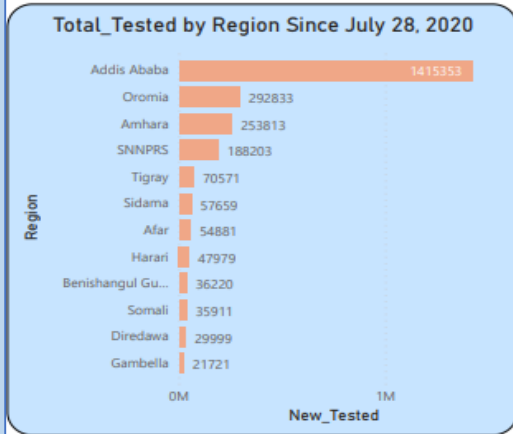 Total_Tested by Region Since July 28, 2020
Addis Ababa 1415353
Oromia 292833
Amhara 253813
SNNPRS 188203
Tigray 70571
Sidama 57659
Afar 54881
Harari 47979
Benishangul Gu... 36220
Somali 35911
Diredawa 29999
Gambella 21721
Region
0M 1M
New_Tested